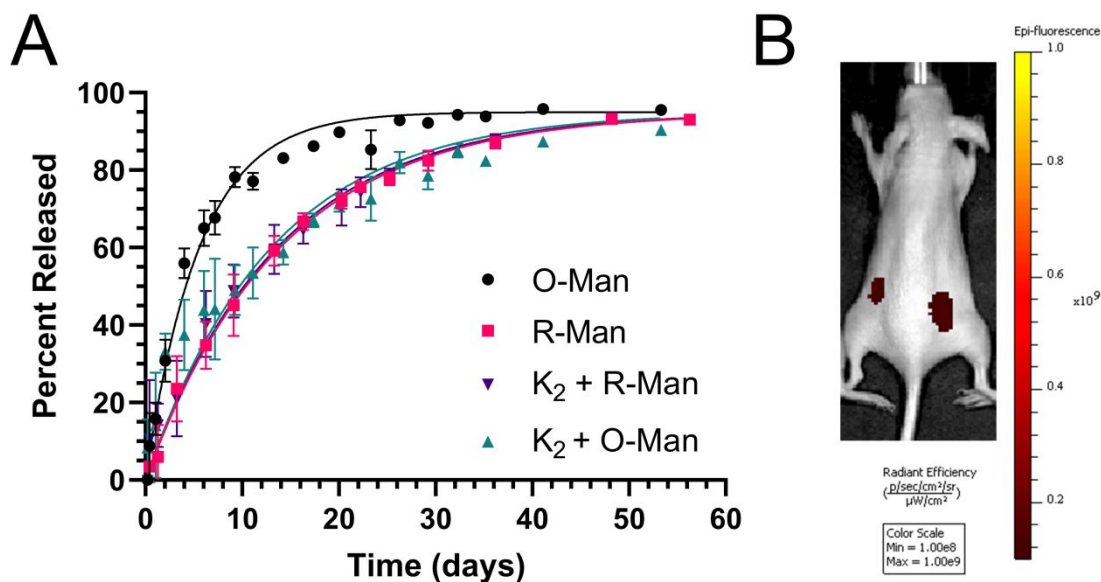 A
Percent Released
100
80
60
40
20
0
0 10 20 30 40 50 60
Time (days)
O-Man
R-Man
K₂ + R-Man
K₂ + O-Man
B
Epi-fluorescence
1.0
0.8
0.6
x10⁹
0.4
0.2
Radiant Efficiency
(p/sec/cm²/sr
µW/cm²)
Color Scale
Min = 1.00e8
Max = 1.00e9